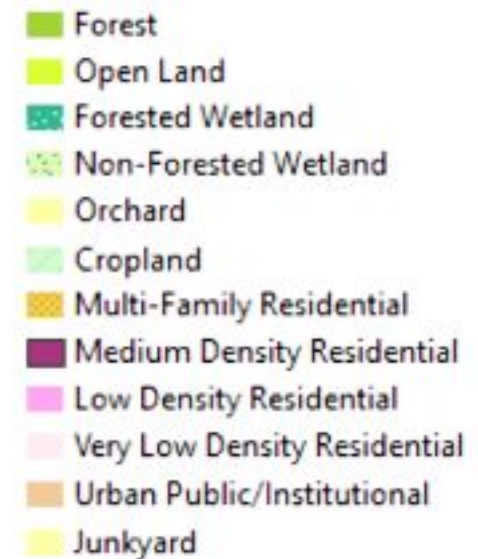 Forest
Open Land
Forested Wetland
Non-Forested Wetland
Orchard
Cropland
Multi-Family Residential
Medium Density Residential
Low Density Residential
Very Low Density Residential
Urban Public/Institutional
Junkyard